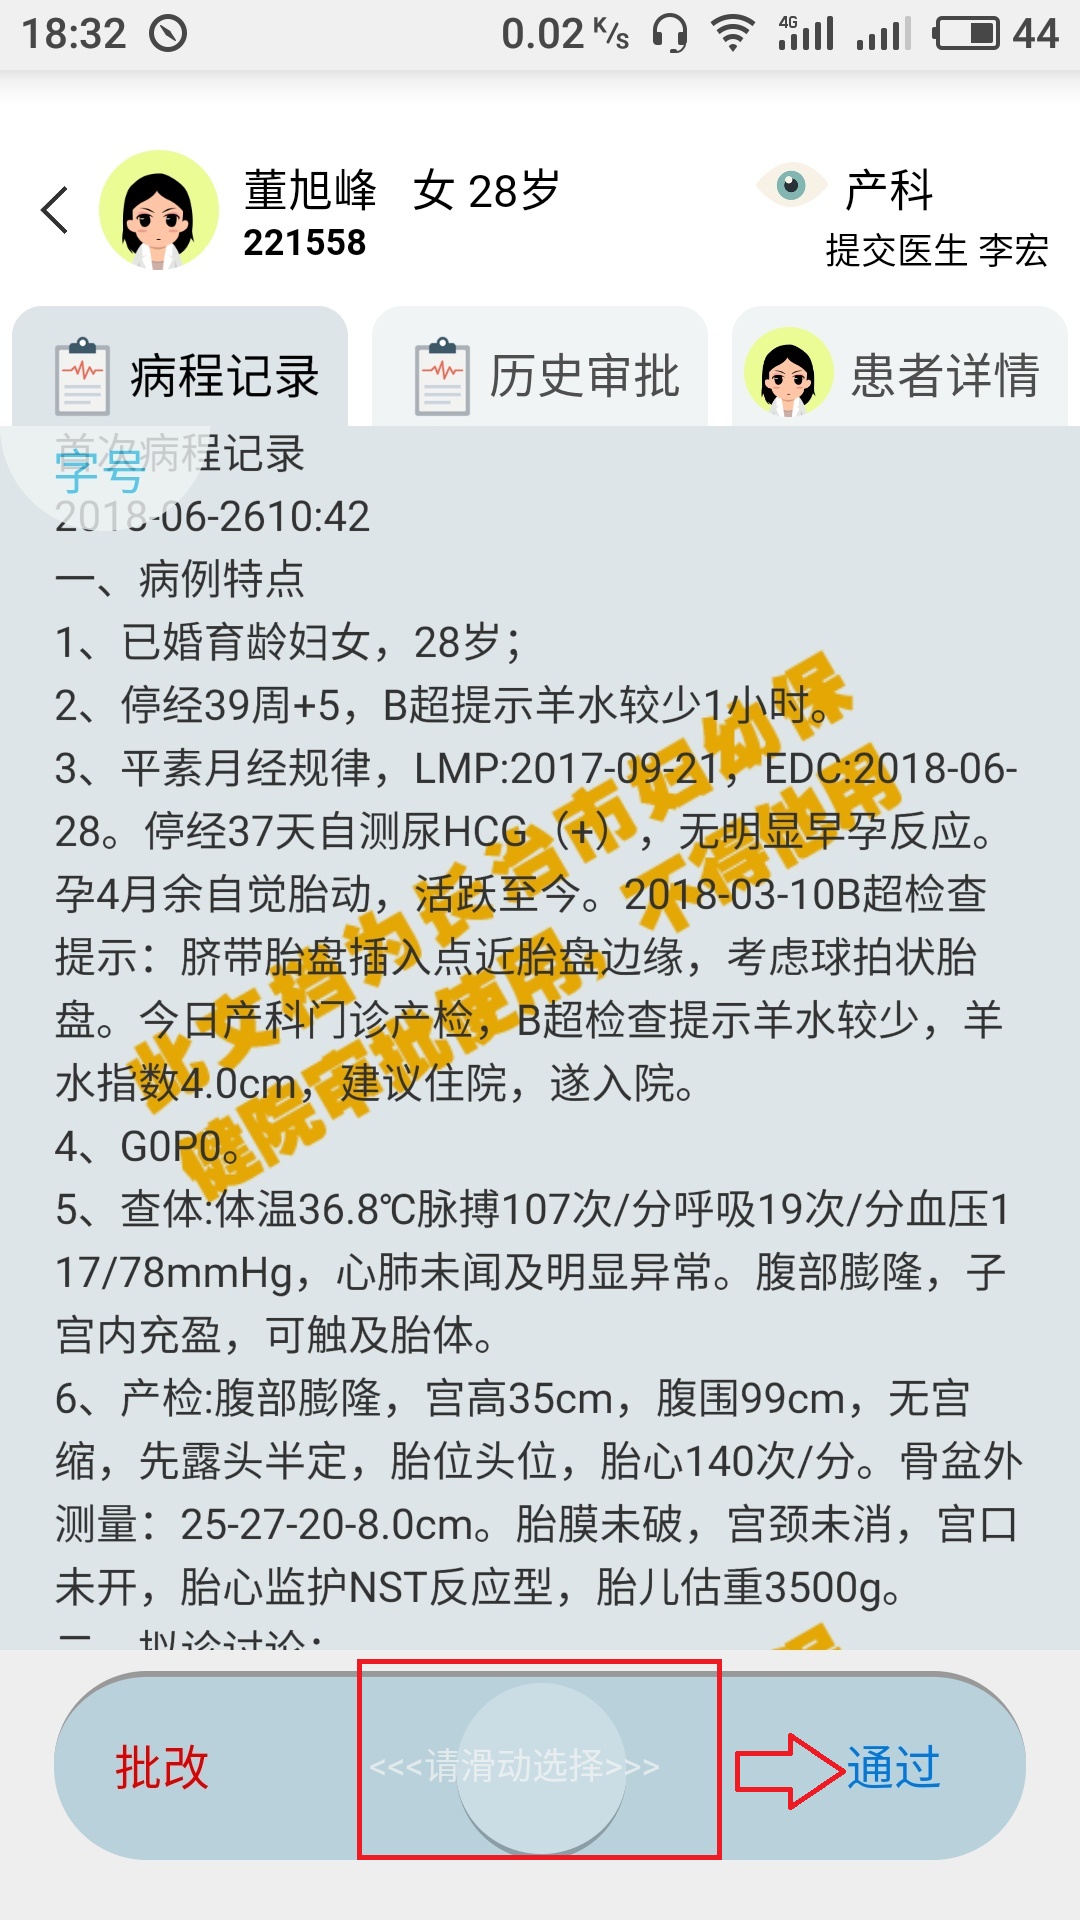 18:32 0.02 K/s 4G 44
董旭峰 女 28岁 产科
221558 提交医生 李宏
病程记录 历史审批 患者详情
首次病程记录
字号
2018-06-2610:42
一、病例特点
1、已婚育龄妇女，28岁；
2、停经39周+5，B超提示羊水较少1小时。
3、平素月经规律，LMP:2017-09-21，EDC:2018-06-
28。停经37天自测尿HCG（+），无明显早孕反应。
孕4月余自觉胎动，活跃至今。2018-03-10B超检查
提示：脐带胎盘插入点近胎盘边缘，考虑球拍状胎
盘。今日产科门诊产检，B超检查提示羊水较少，羊
水指数4.0cm，建议住院，遂入院。
4、G0P0。
5、查体:体温36.8℃脉搏107次/分呼吸19次/分血压1
17/78mmHg，心肺未闻及明显异常。腹部膨隆，子
宫内充盈，可触及胎体。
6、产检:腹部膨隆，宫高35cm，腹围99cm，无宫
缩，先露头半定，胎位头位，胎心140次/分。骨盆外
测量：25-27-20-8.0cm。胎膜未破，宫颈未消，宫口
未开，胎心监护NST反应型，胎儿估重3500g。
二、拟诊讨论：
此文档为长治市妇幼保
健院审批使用，不得他用
保
批改 <<<请滑动选择>>> 通过